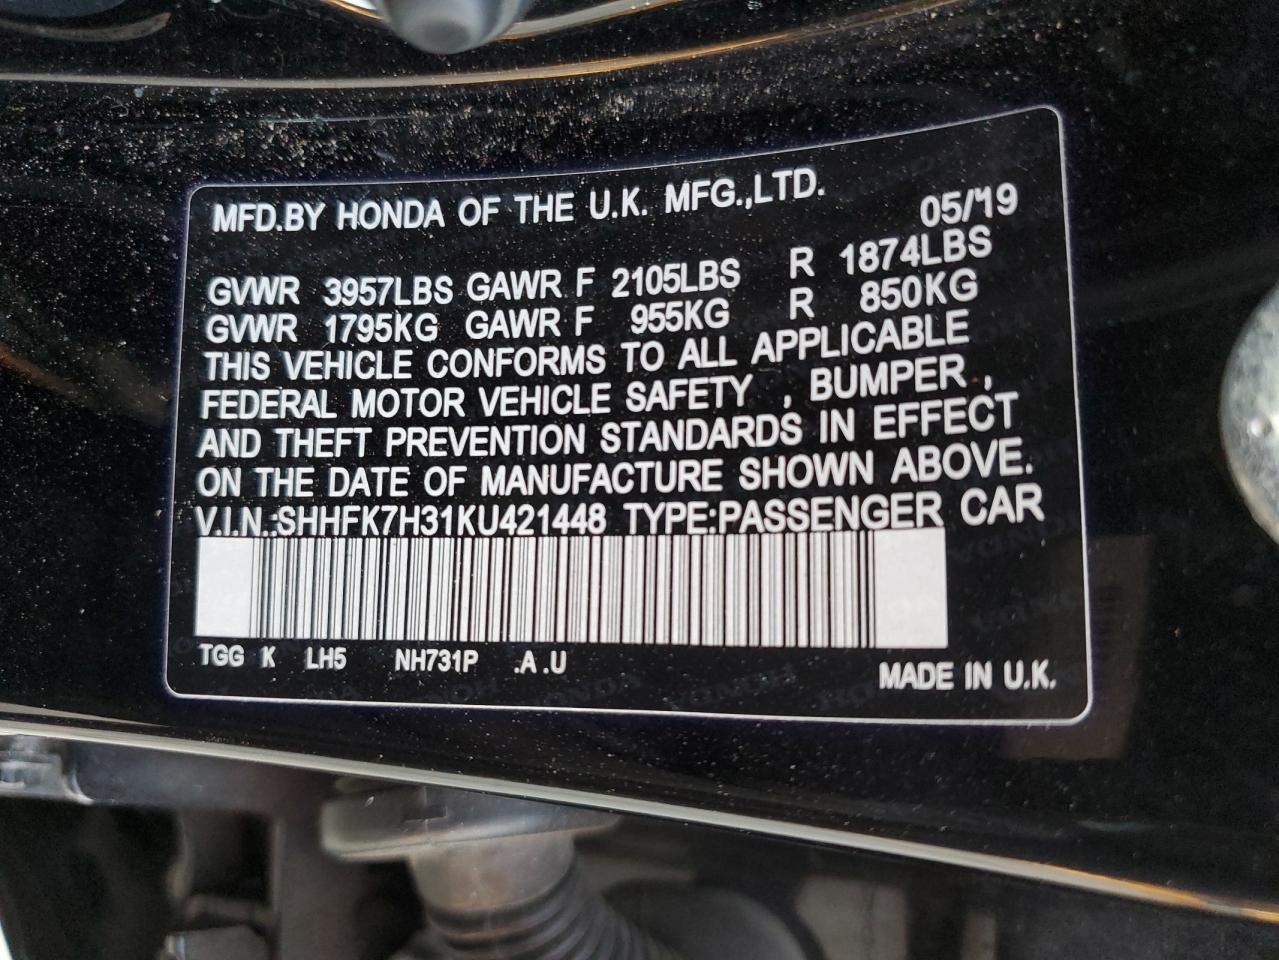 MFD.BY HONDA OF THE U.K. MFG.,LTD. 05/'19
GVWR 3957LBS GAWR F 2105LBS R 1874LBS
GVWR 1795KG GAWR F 955KG R 850KG
THIS VEHICLE CONFORMS TO ALL APPLICABLE
FEDERAL MOTOR VEHICLE SAFETY , BUMPER ,
AND THEFT PREVENTION STANDARDS IN EFFECT
ON THE DATE OF MANUFACTURE SHOWN ABOVE.
V.I.N.:SHHFK7H31KU421448 TYPE:PASSENGER CAR
TGG K LH5 NH731P .A .U
MADE IN U.K.